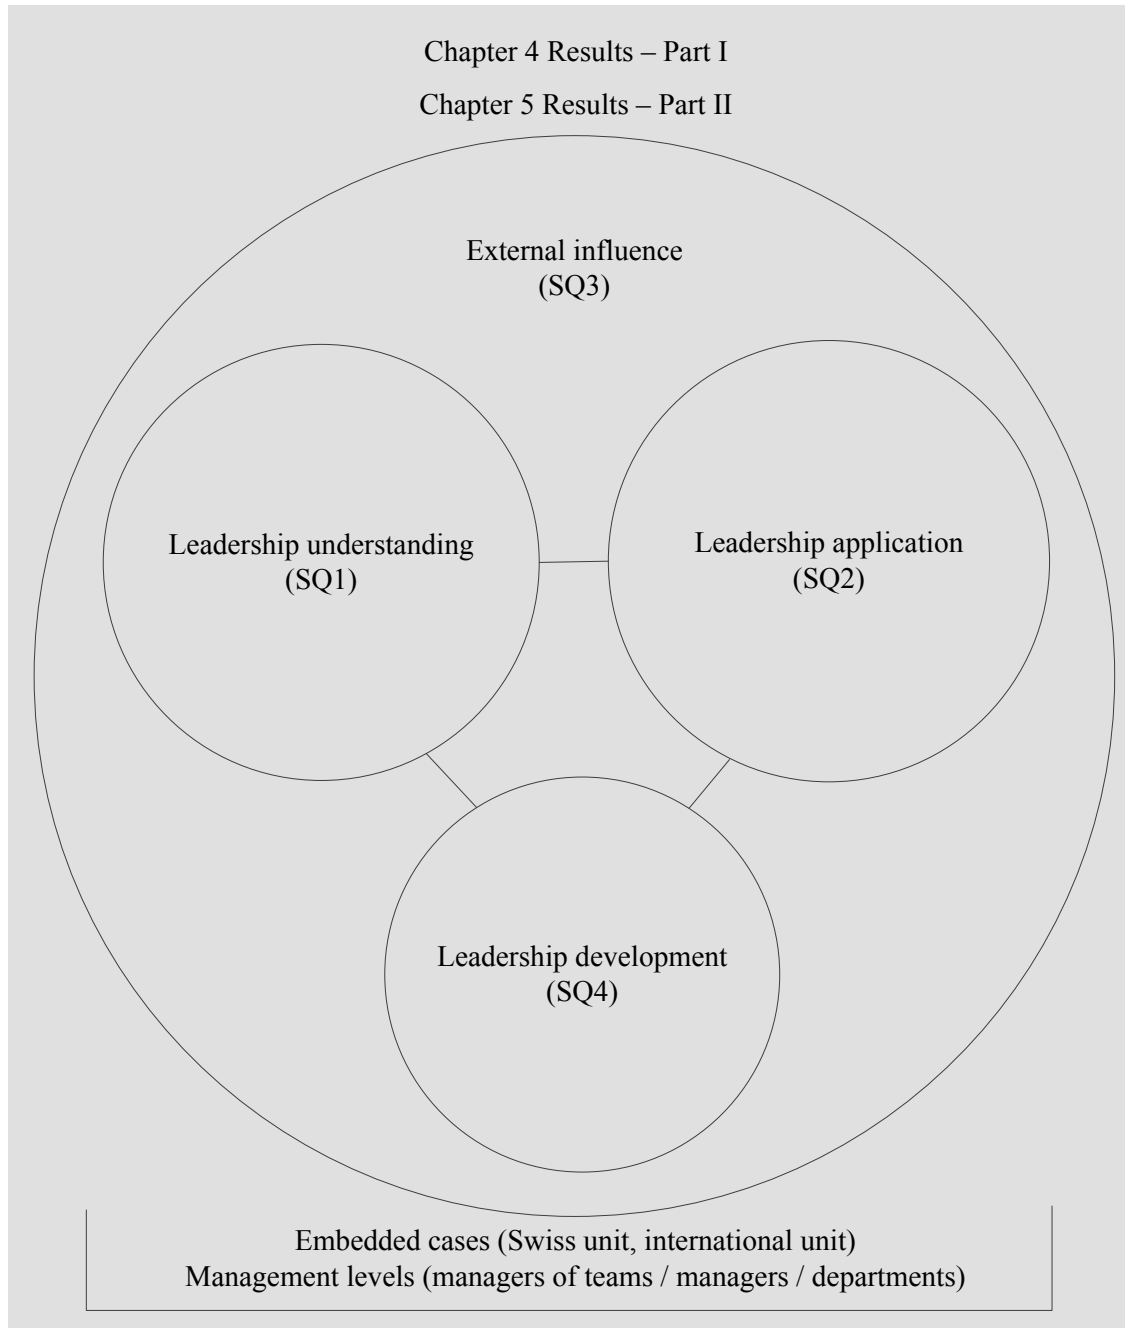 Chapter 4 Results – Part I
Chapter 5 Results – Part II
External influence
(SQ3)
Leadership understanding
(SQ1)
Leadership application
(SQ2)
Leadership development
(SQ4)
Embedded cases (Swiss unit, international unit)
Management levels (managers of teams / managers / departments)